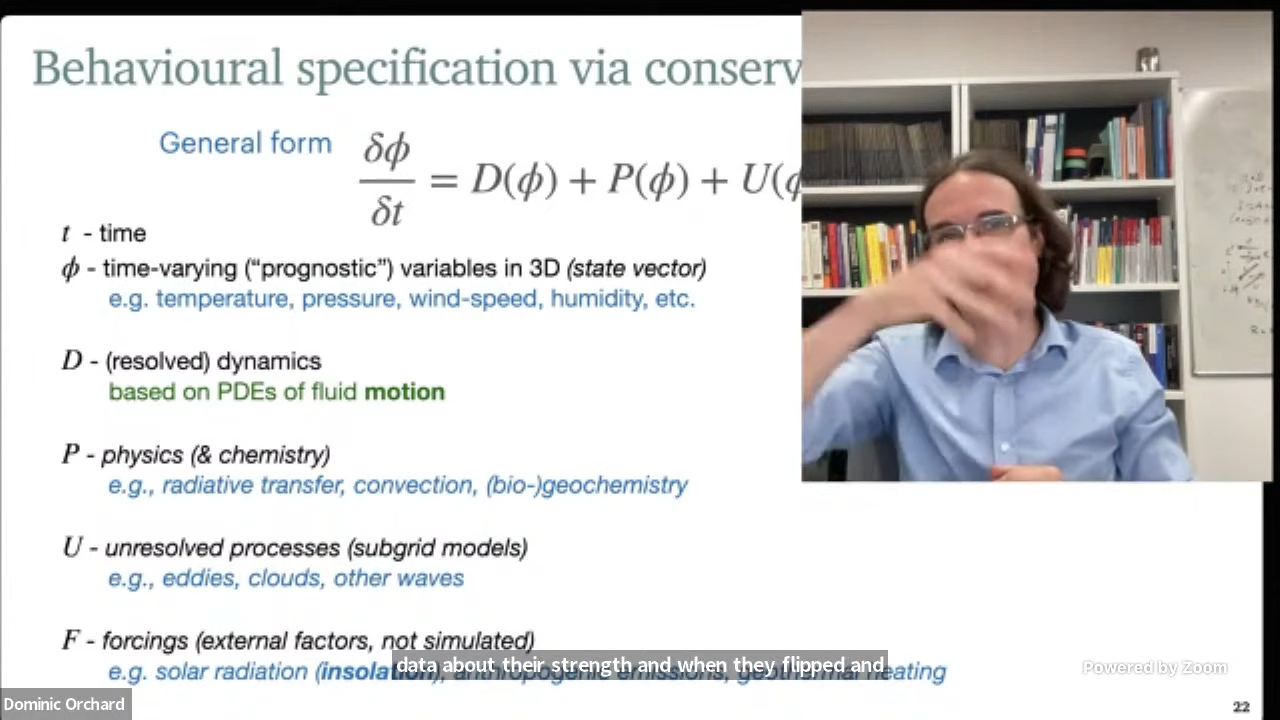 Behavioural specification via conserv
General form δϕ/δt = D(ϕ) + P(ϕ) + U(ϕ
t - time
ϕ - time-varying (“prognostic”) variables in 3D (state vector)
e.g. temperature, pressure, wind-speed, humidity, etc.
D - (resolved) dynamics
based on PDEs of fluid motion
P - physics (& chemistry)
e.g., radiative transfer, convection, (bio-)geochemistry
U - unresolved processes (subgrid models)
e.g., eddies, clouds, other waves
F - forcings (external factors, not simulated)
e.g. solar radiation (insolation), anthropogenic emissions, geothermal heating
data about their strength and when they flipped and
Powered by Zoom
Dominic Orchard
22